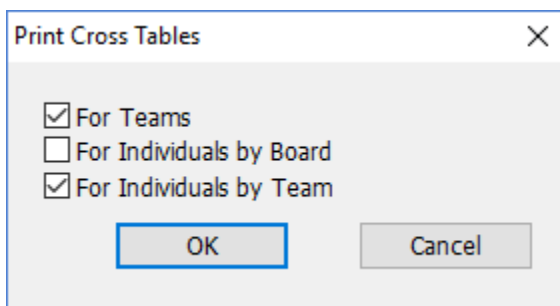 Print Cross Tables
For Teams
For Individuals by Board
For Individuals by Team
OK Cancel